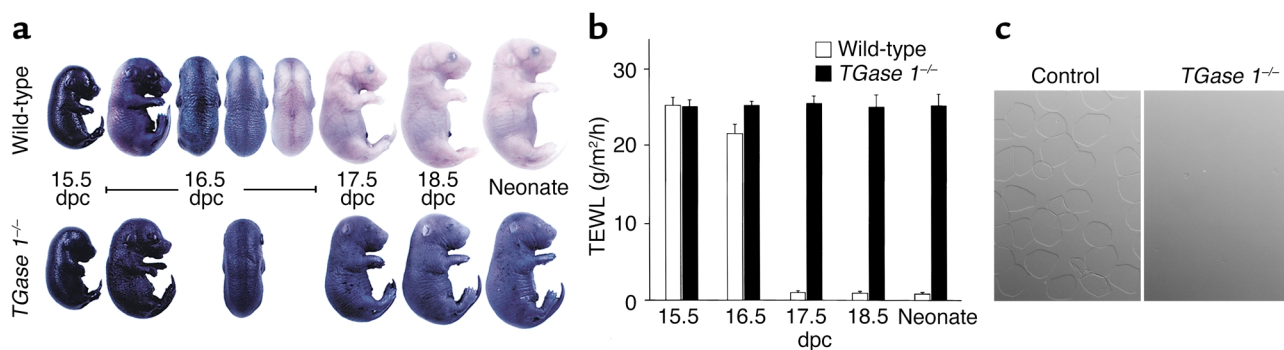 a
Wild-type
15.5
dpc
16.5
dpc
17.5
dpc
18.5
dpc
Neonate
TGase 1–/–
b
TEWL (g/m²/h)
30
20
10
0
Wild-type
TGase 1–/–
15.5
16.5
17.5
18.5
Neonate
dpc
c
Control
TGase 1–/–